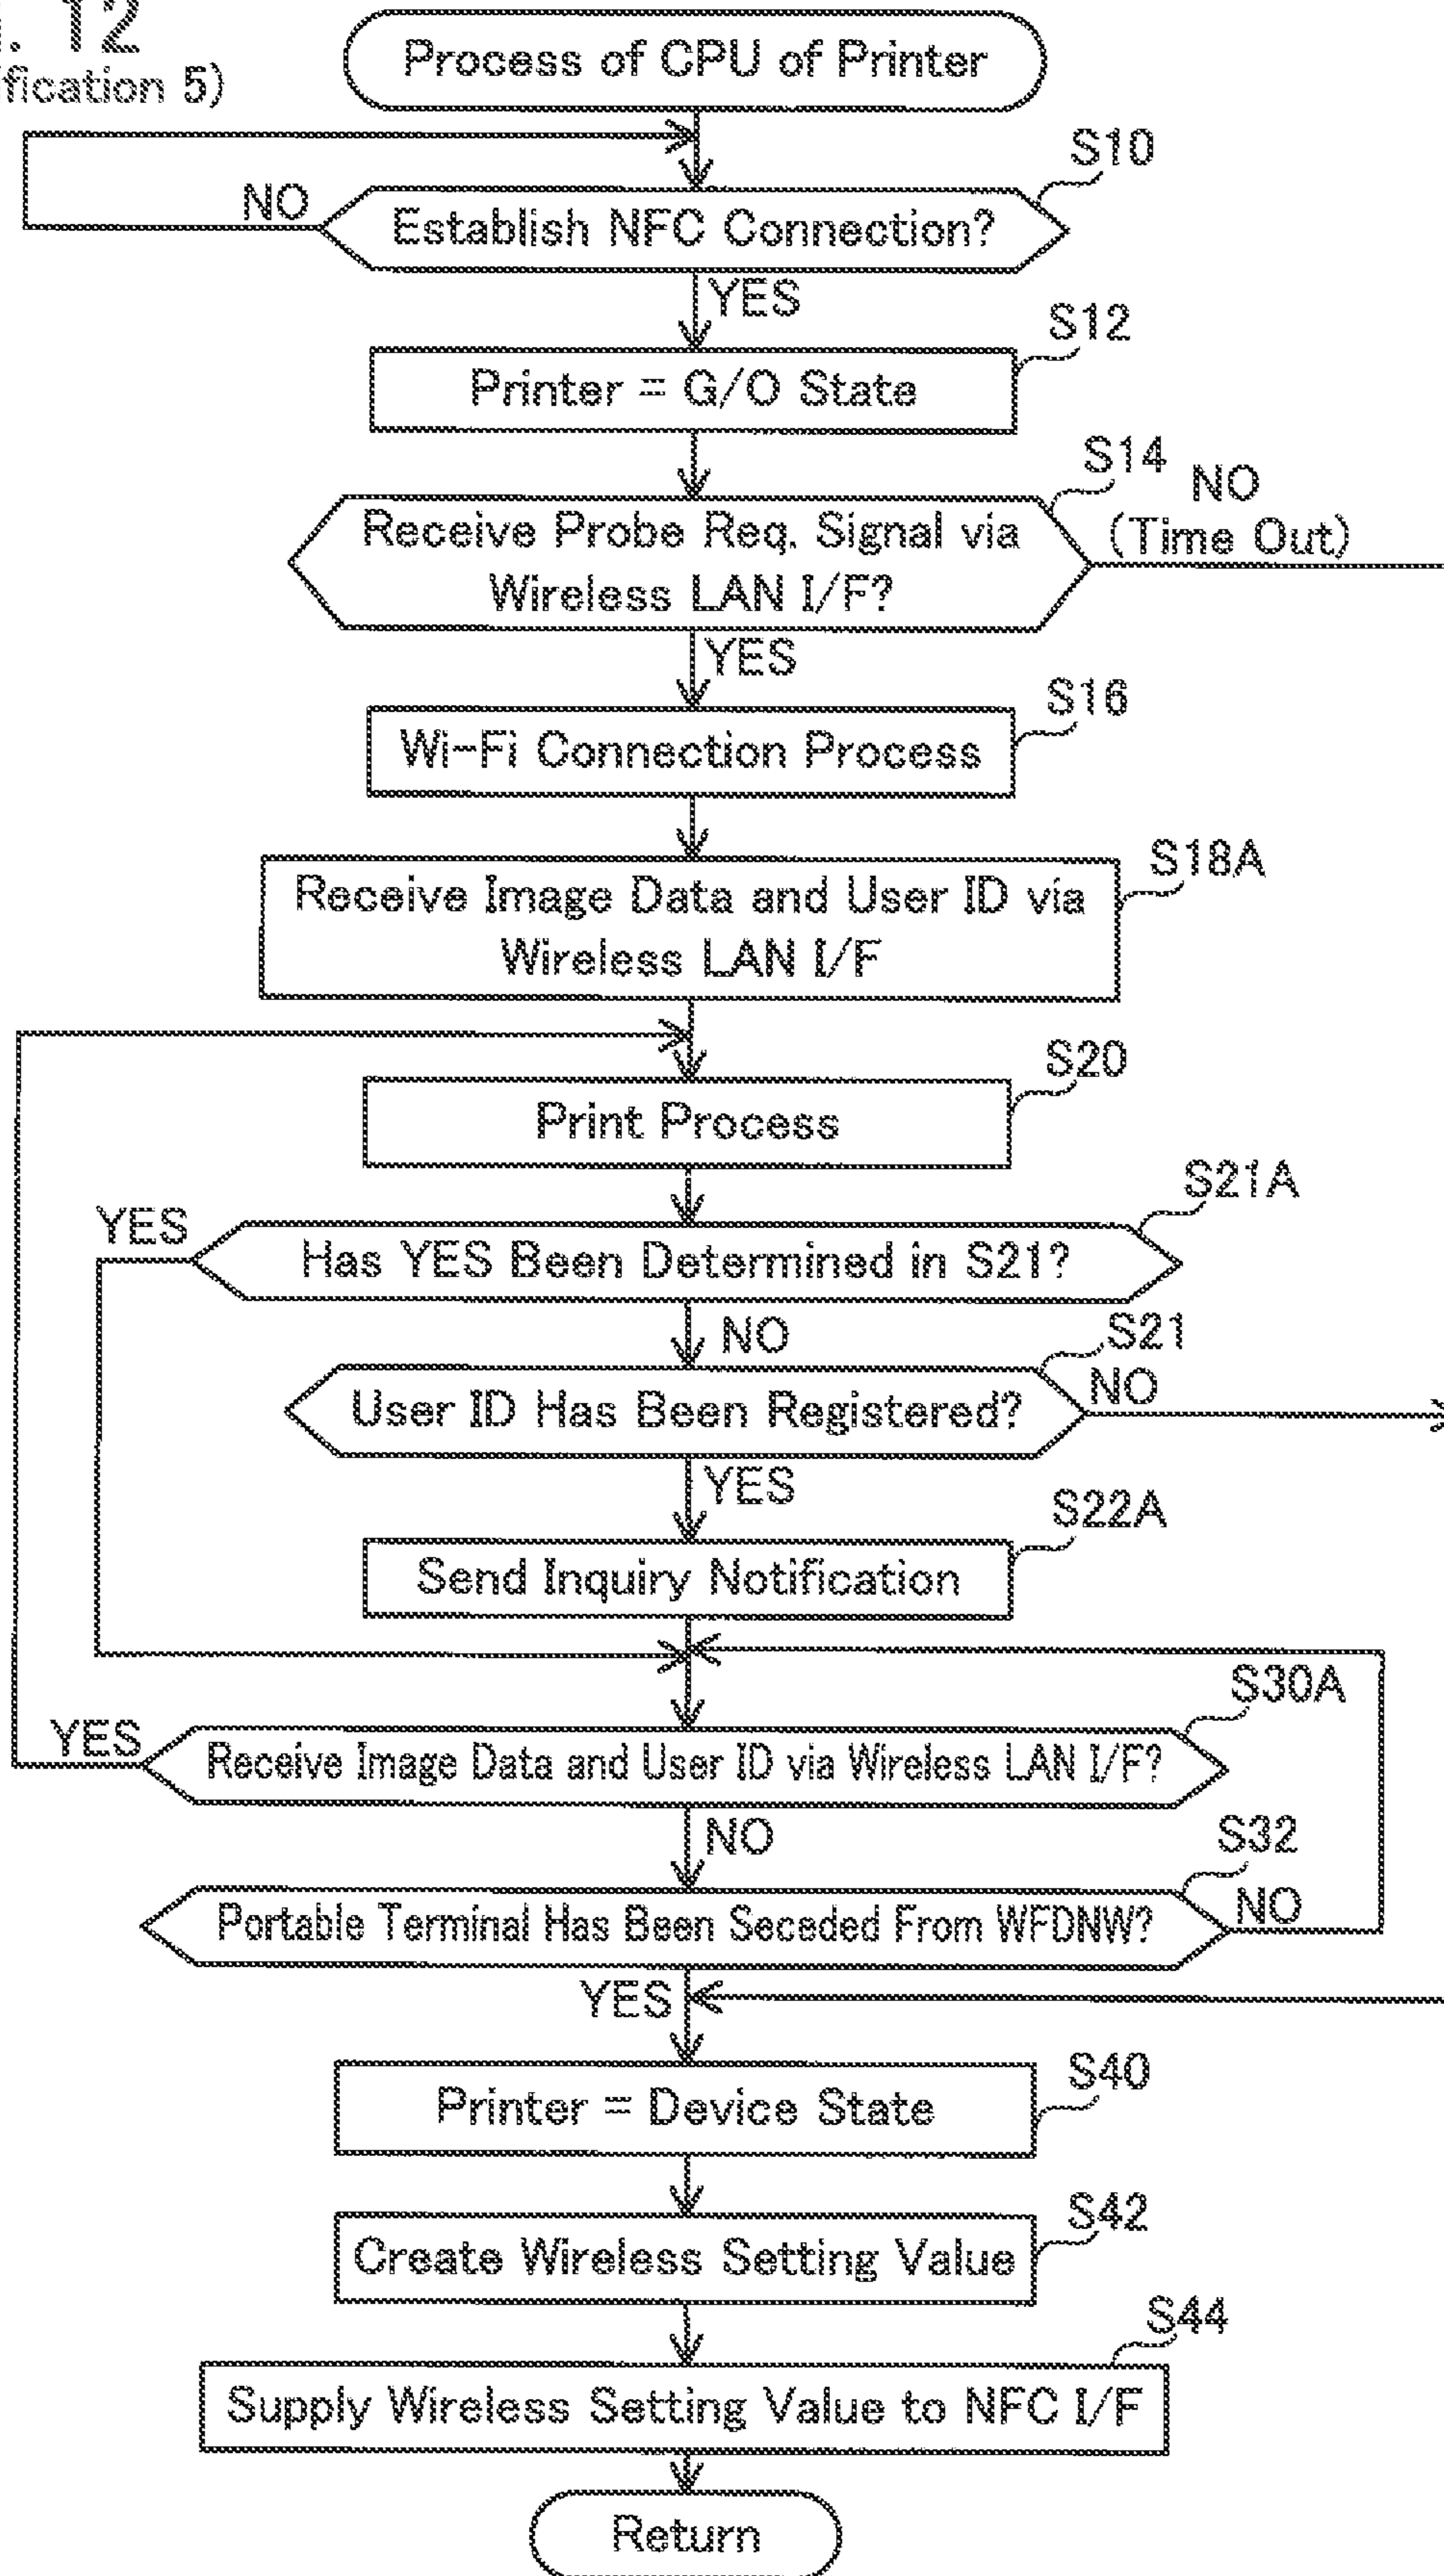 12
5)
Process of CPU of Printer
S10
NO
Establish NFC Connection?
YES
S12
Printer = G/O State
S14
NO
(Time Out)
Receive Probe Req. Signal via
Wireless LAN I/F?
YES
S16
Wi-Fi Connection Process
S18A
Receive Image Data and User ID via
Wireless LAN I/F
S20
Print Process
S21A
YES
Has YES Been Determined in S21?
NO
S21
NO
User ID Has Been Registered?
YES
S22A
Send Inquiry Notification
S30A
YES
Receive Image Data and User ID via Wireless LAN I/F?
NO
S32
NO
Portable Terminal Has Been Seceded From WFDNW?
YES
S40
Printer = Device State
S42
Create Wireless Setting Value
S44
Supply Wireless Setting Value to NFC I/F
Return